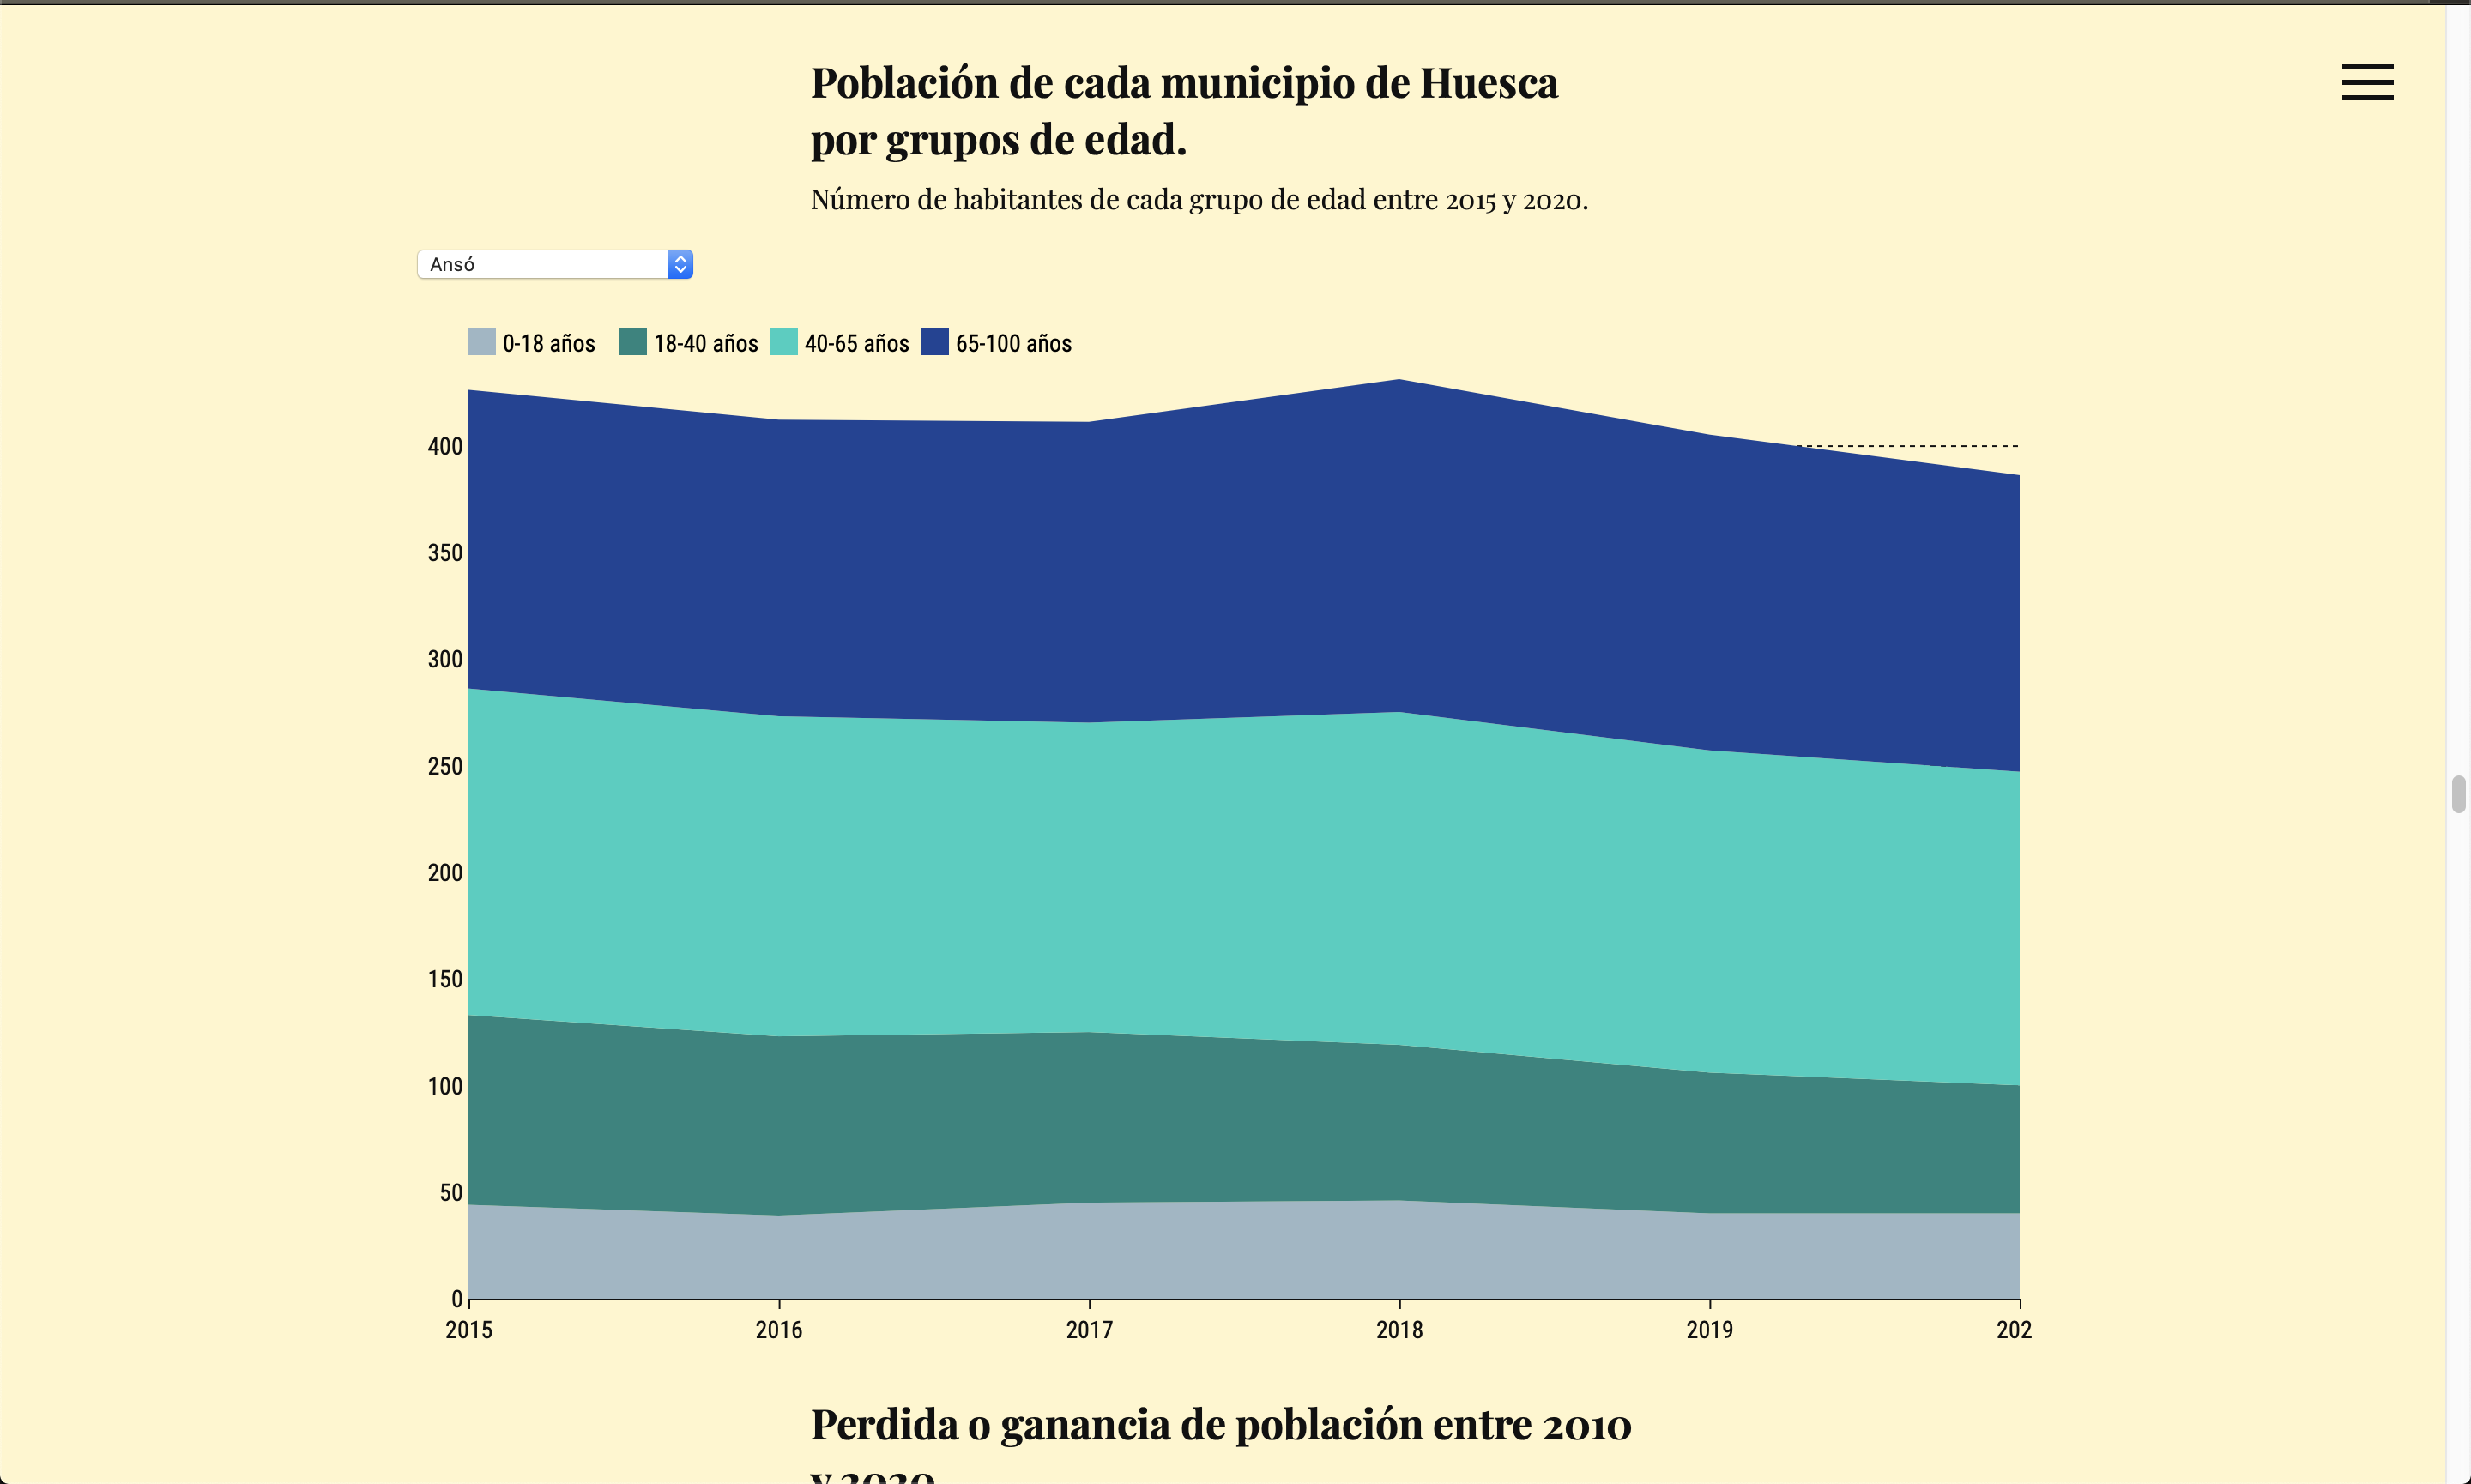 Población de cada municipio de Huesca
por grupos de edad.
Número de habitantes de cada grupo de edad entre 2015 y 2020.
Ansó
0-18 años 18-40 años 40-65 años 65-100 años
400
350
300
250
200
150
100
50
0
2015 2016 2017 2018 2019 202
Perdida o ganancia de población entre 2010
y 2020